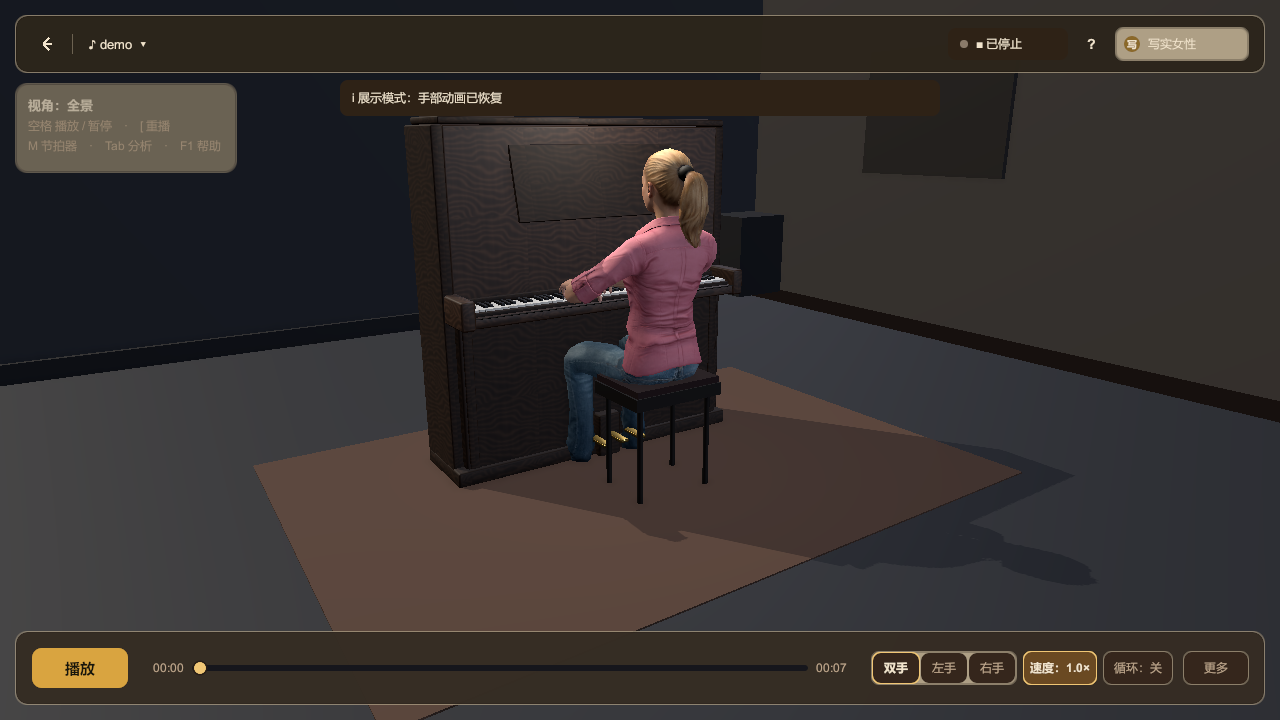 ♪ demo ▼
■ 已停止
?
写 写实女性
视角：全景
空格 播放 / 暂停 · [ 重播
M 节拍器 · Tab 分析 · F1 帮助
i 展示模式：手部动画已恢复
播放
00:00
00:07
双手
左手
右手
速度：1.0×
循环：关
更多